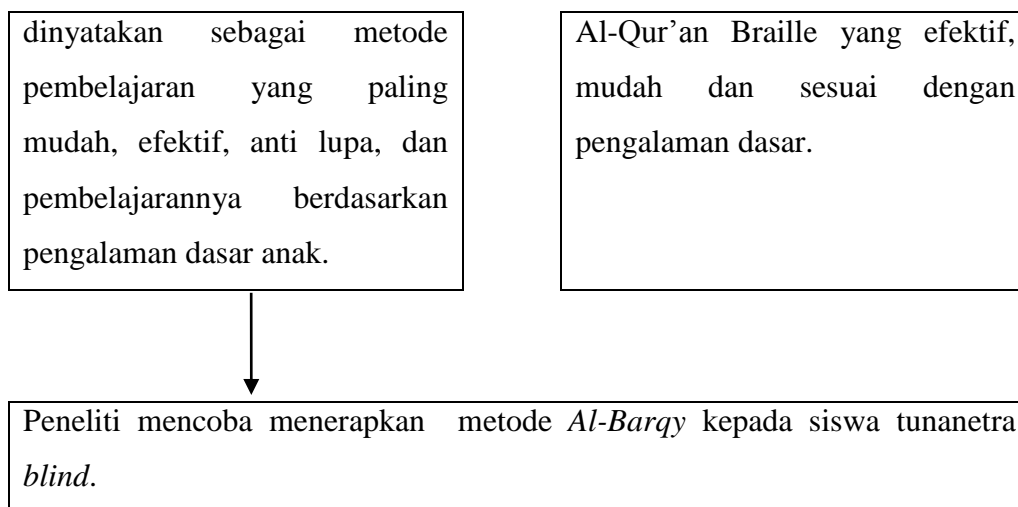 dinyatakan sebagai metode
pembelajaran yang paling
mudah, efektif, anti lupa, dan
pembelajarannya berdasarkan
pengalaman dasar anak.
Al-Qur’an Braille yang efektif,
mudah dan sesuai dengan
pengalaman dasar.
Peneliti mencoba menerapkan metode Al-Barqy kepada siswa tunanetra
blind.